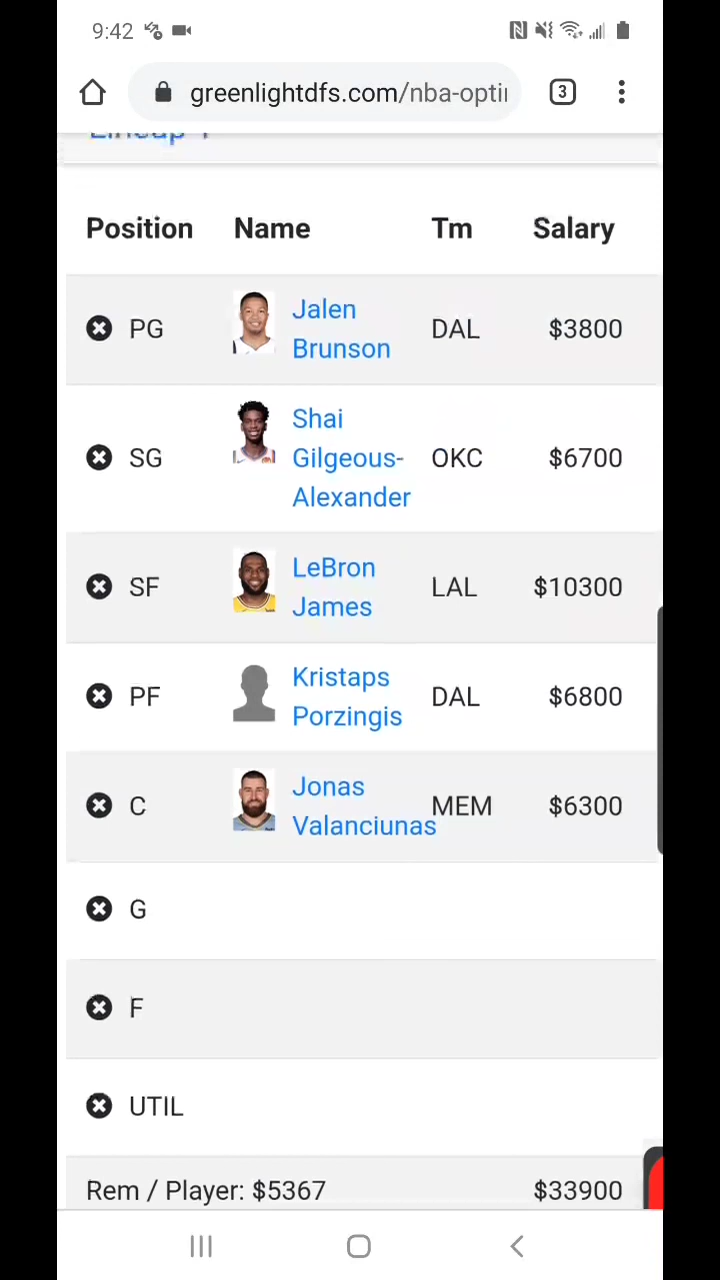 9:42
greenlightdfs.com/nba-opti
Lineup 1
Position Name Tm Salary
PG Jalen Brunson DAL $3800
SG Shai Gilgeous-Alexander OKC $6700
SF LeBron James LAL $10300
PF Kristaps Porzingis DAL $6800
C Jonas Valanciunas MEM $6300
G
F
UTIL
Rem / Player: $5367 $33900